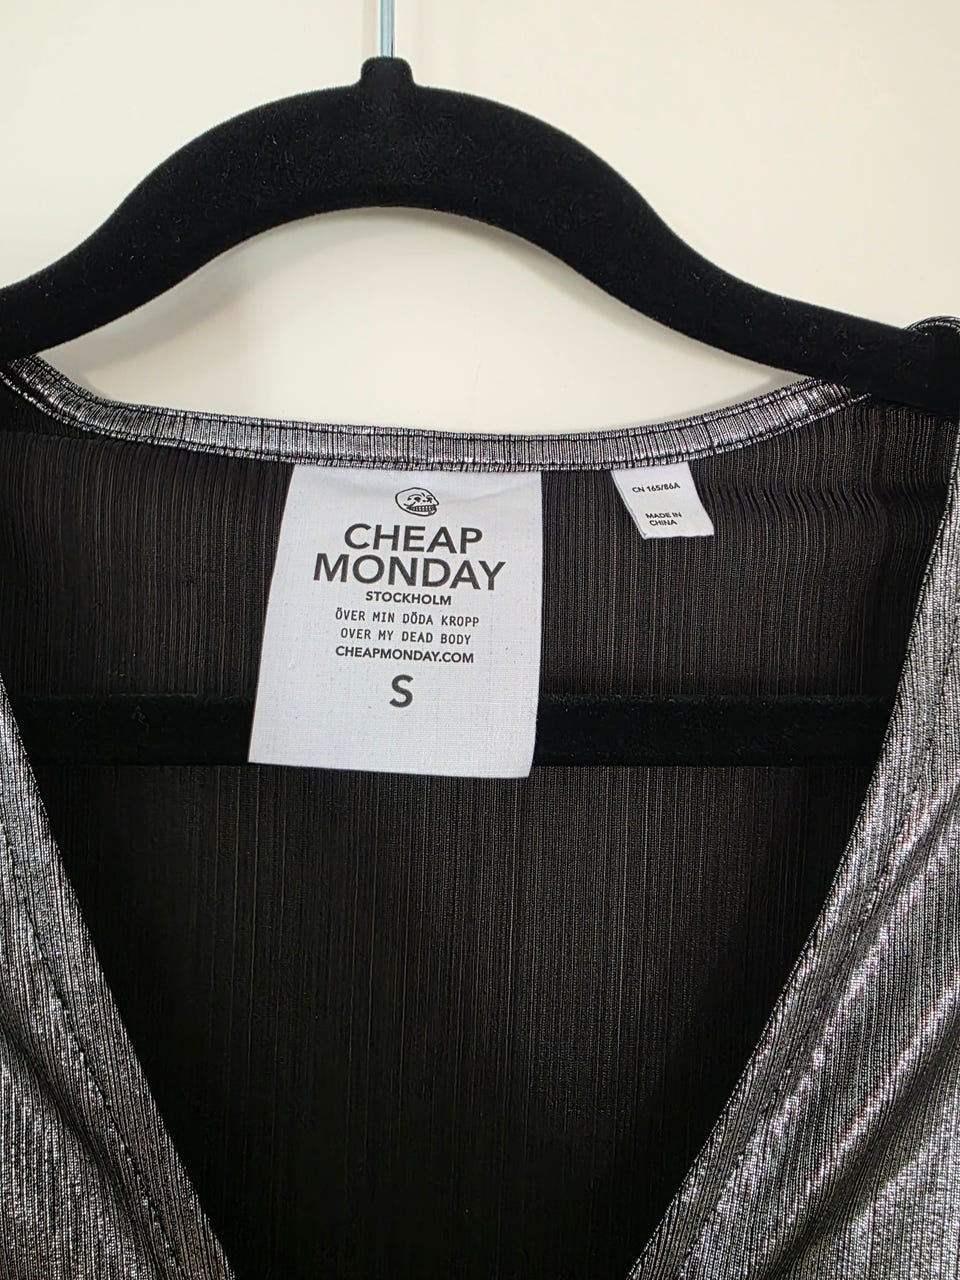 CHEAP
MONDAY
STOCKHOLM
ÖVER MIN DÖDA KROPP
OVER MY DEAD BODY
CHEAPMONDAY.COM
S
CN 165/86A
MADE IN
CHINA